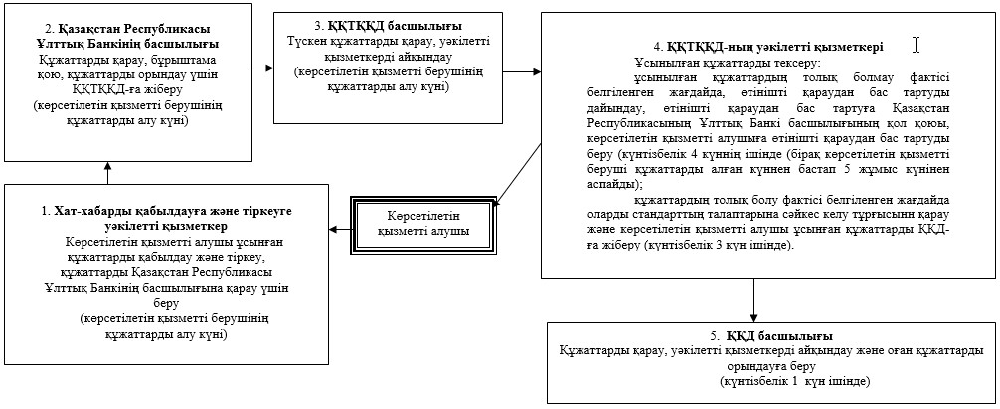 2. Қазақстан Республикасы
Ұлттық Банкінің басшылығы
Құжаттарды қарау, бұрыштама
қою, құжаттарды орындау үшін
ҚҚТҚҚД-ға жіберу
(көрсетілетін қызметті берушінің
құжаттарды алу күні)
3. ҚҚТҚҚД басшылығы
Түскен құжаттарды қарау, уәкілетті
қызметкерді айқындау
(көрсетілетін қызметті берушінің
құжаттарды алу күні)
4. ҚҚТҚҚД-ның уәкілетті қызметкері
Ұсынылған құжаттарды тексеру:
ұсынылған құжаттардың толық болмау фактісі
белгіленген жағдайда, өтінішті қараудан бас тартуды
дайындау, өтінішті қараудан бас тартуға Қазақстан
Республикасының Ұлттық Банкі басшылығының қол қоюы,
көрсетілетін қызметті алушыға өтінішті қараудан бас тартуды
беру (күнтізбелік 4 күннің ішінде (бірақ көрсетілетін қызметті
беруші құжаттарды алған күннен бастап 5 жұмыс күнінен
аспайды);
құжаттардың толық болу фактісі белгіленген жағдайда
оларды стандарттың талаптарына сәйкес келу тұрғысынн қарау
және көрсетілетін қызметті алушы ұсынған құжаттарды ҚҚД-
ға жіберу (күнтізбелік 3 күн ішінде).
1. Хат-хабарды қабылдауға және тіркеуге
уәкілетті қызметкер
Көрсетілетін қызметті алушы ұсынған
құжаттарды қабылдау және тіркеу,
құжаттарды Қазақстан Республикасы
Ұлттық Банкінің басшылығына қарау үшін
беру
(көрсетілетін қызметті берушінің
құжаттарды алу күні)
Көрсетілетін
қызметті алушы
5. ҚҚД басшылығы
Құжаттарды қарау, уәкілетті қызметкерді айқындау және оған құжаттарды
орындауға беру
(күнтізбелік 1 күн ішінде)